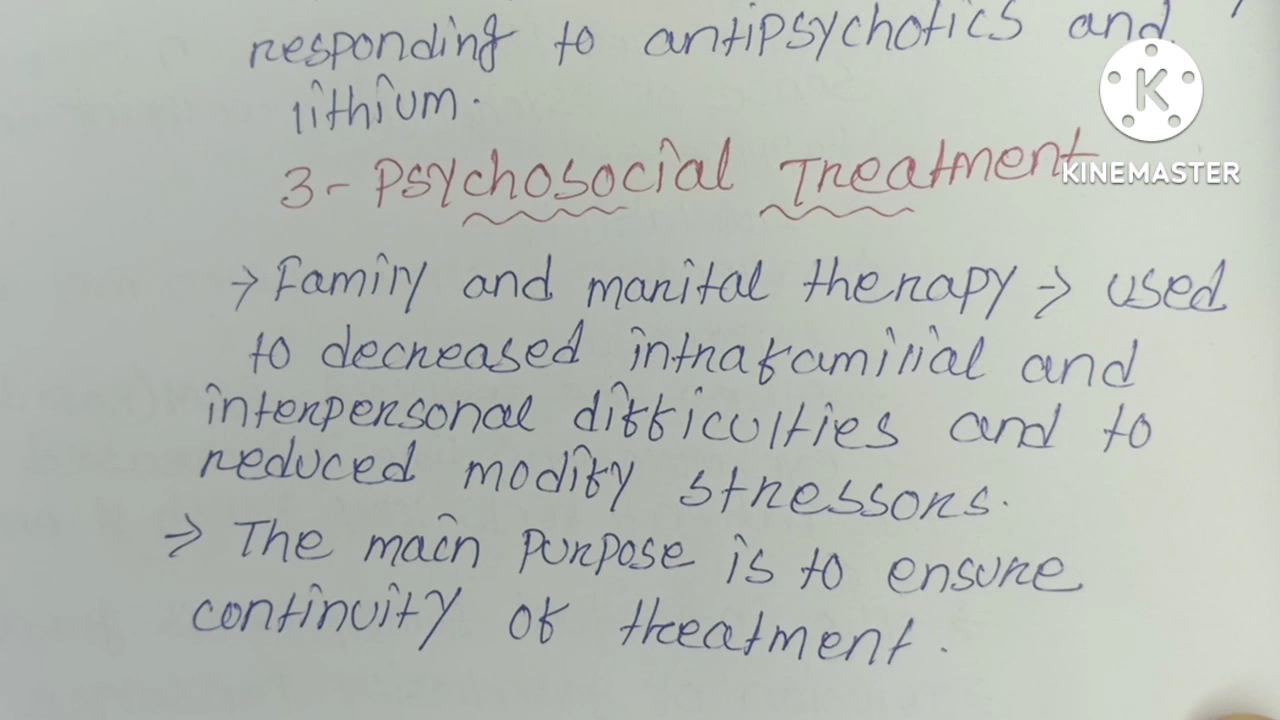 responding to antipsychotics and
lithium.
3- Psychosocial Treatment
→ Family and marital therapy → used
to decreased intrafamilial and
interpersonal difficulties and to
reduced modify stressors.
→ The main purpose is to ensure
continuity of treatment.
K
KINEMASTER